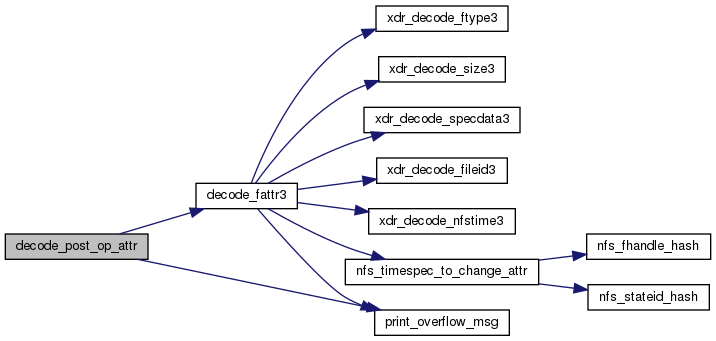 xdr_decode_ftype3
xdr_decode_size3
xdr_decode_specdata3
xdr_decode_fileid3
decode_fattr3
xdr_decode_nfstime3
decode_post_op_attr
nfs_fhandle_hash
nfs_timespec_to_change_attr
nfs_stateid_hash
print_overflow_msg